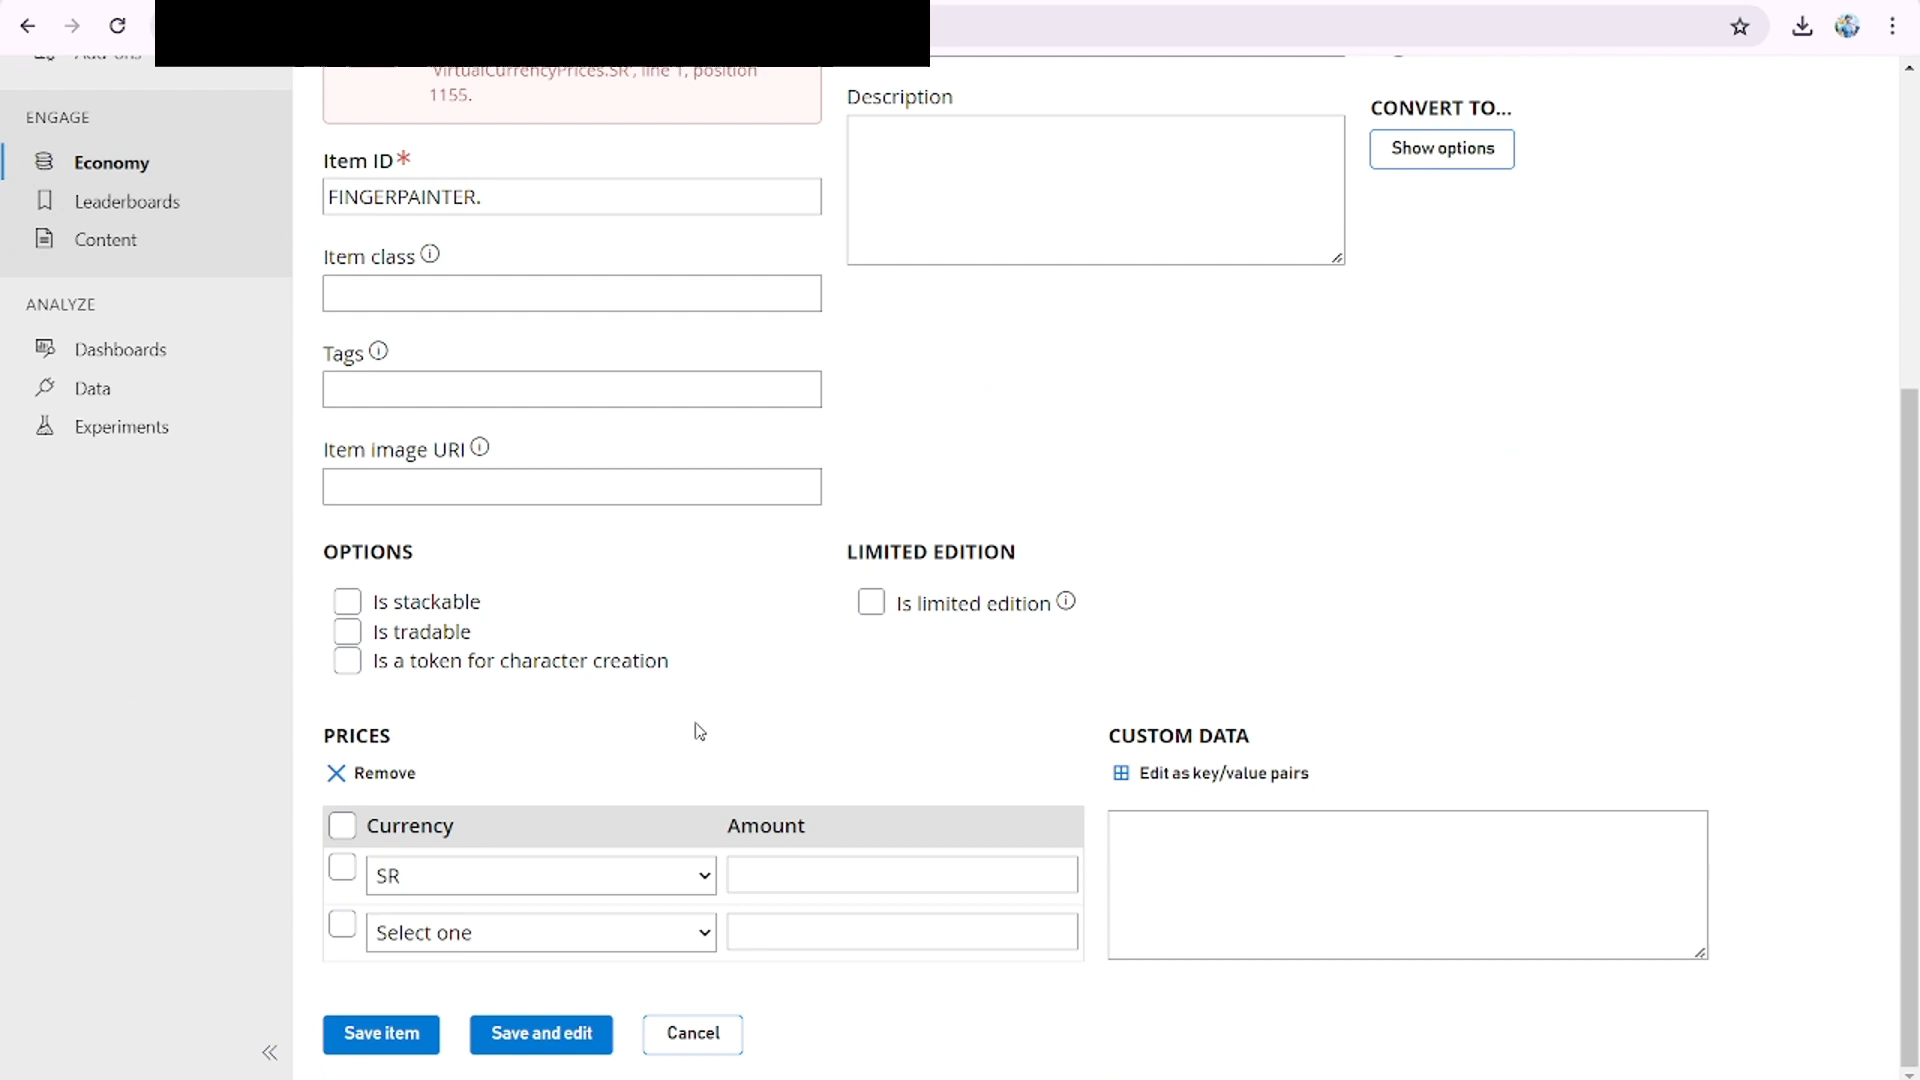 Add-ons
ENGAGE
Economy
Leaderboards
Content
ANALYZE
Dashboards
Data
Experiments
'VirtualCurrencyPrices.SR', line 1, position
1155.
Item ID*
FINGERPAINTER.
Item class
Tags
Item image URI
Description
CONVERT TO...
Show options
OPTIONS
Is stackable
Is tradable
Is a token for character creation
LIMITED EDITION
Is limited edition
PRICES
Remove
Currency Amount
SR
Select one
CUSTOM DATA
Edit as key/value pairs
Save item Save and edit Cancel